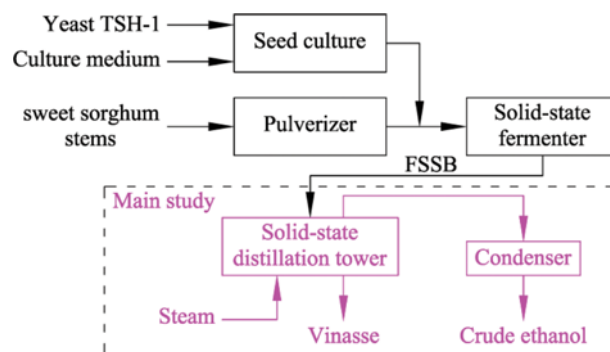 Yeast TSH-1
Seed culture
Culture medium
sweet sorghum
stems
Pulverizer
Solid-state
fermenter
FSSB
Main study
Solid-state
distillation tower
Condenser
Steam
Vinasse
Crude ethanol